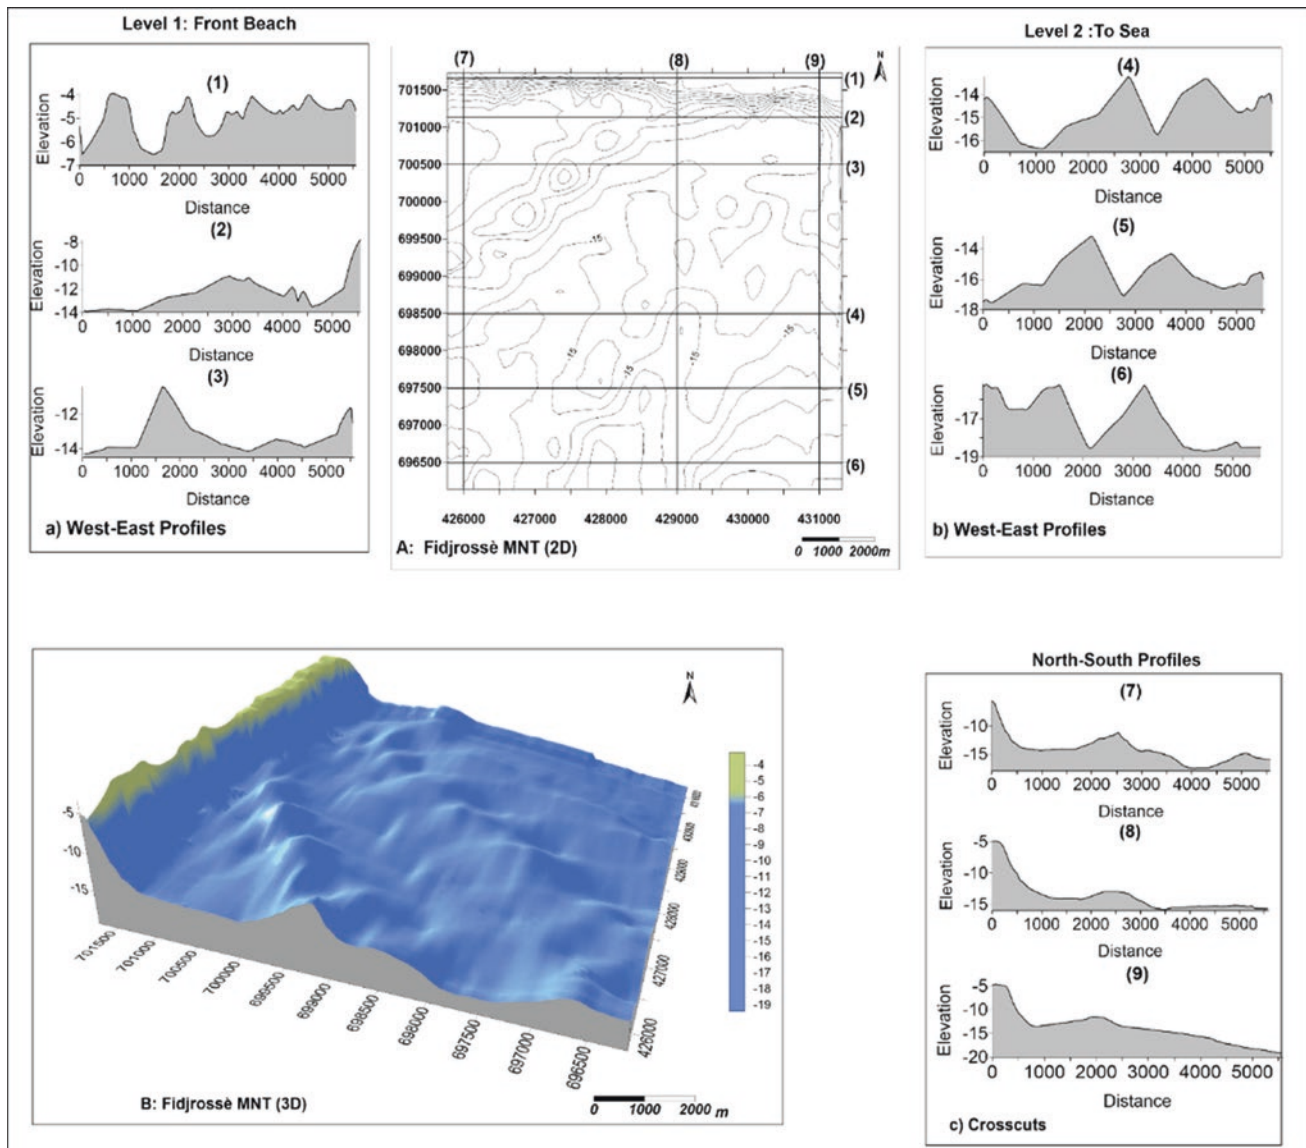 Level 1: Front Beach
(1)
-4
-5
-6
-7
Elevation
0 1000 2000 3000 4000 5000
Distance
(2)
-8
-10
-12
-14
Elevation
0 1000 2000 3000 4000 5000
Distance
(3)
-12
-14
Elevation
0 1000 2000 3000 4000 5000
Distance
a) West-East Profiles
(7) (8) (9)
N
701500 (1)
701000 (2)
700500 (3)
700000
699500
-15
699000
698500 (4)
698000
-15
-15
-15
697500 (5)
697000
696500 (6)
426000 427000 428000 429000 430000 431000
A: Fidjrossè MNT (2D)
0 1000 2000m
Level 2 :To Sea
(4)
-14
-16
Elevation
0 1000 2000 3000 4000 5000
Distance
(5)
-14
-16
-18
Elevation
0 1000 2000 3000 4000 5000
Distance
(6)
-17
-19
Elevation
0 1000 2000 3000 4000 5000
Distance
b) West-East Profiles
N
-5
-10
-15
701500
701000
700500
700000
699500
699000
698500
698000
697500
697000
696500
426000
427000
428000
-4
-5
-6
-7
-8
-9
-10
-11
-12
-13
-14
-15
-16
-17
-18
-19
B: Fidjrossè MNT (3D)
0 1000 2000 m
North-South Profiles
(7)
-10
-15
Elevation
0 1000 2000 3000 4000 5000
Distance
(8)
-5
-10
-15
Elevation
0 1000 2000 3000 4000 5000
Distance
(9)
-5
-10
-15
-20
Elevation
0 1000 2000 3000 4000 5000
Distance
c) Crosscuts